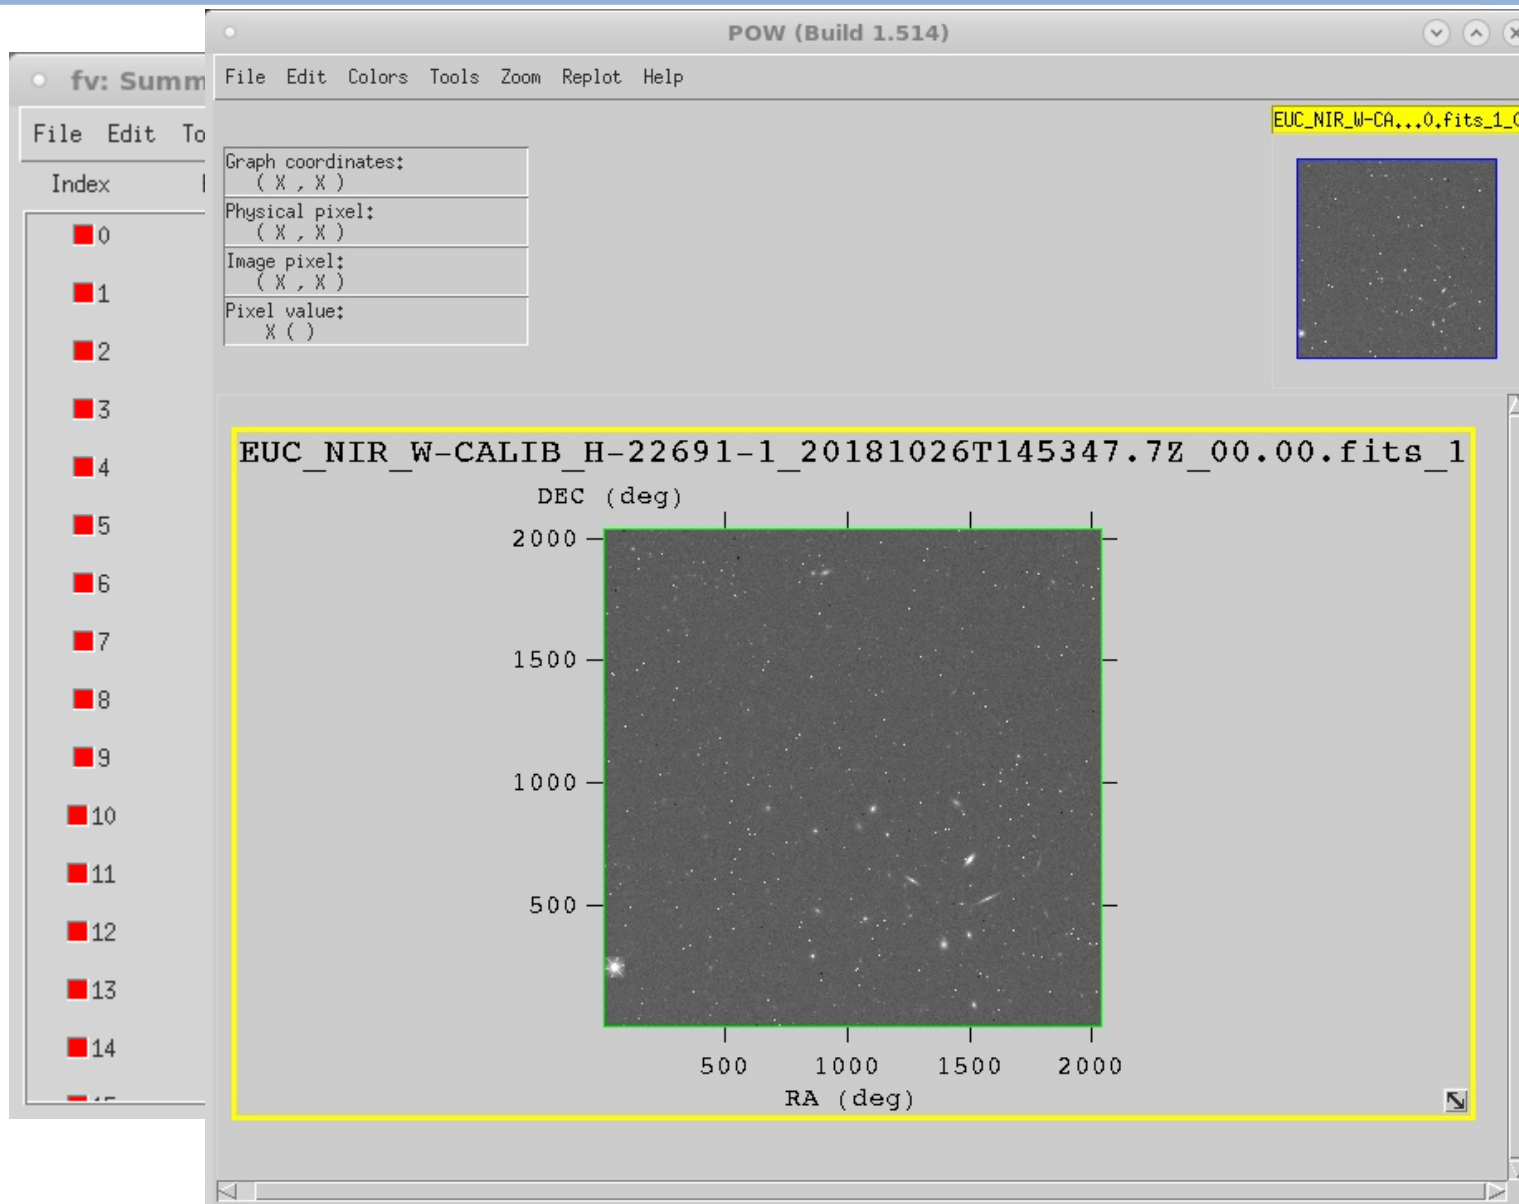 POW (Build 1.514)
fv: Summ
File Edit Colors Tools Zoom Replot Help
File Edit To
EUC_NIR_W-CA...0.fits_1_
Graph coordinates:
( X , X )
Physical pixel:
( X , X )
Image pixel:
( X , X )
Pixel value:
X ( )
Index
0
1
2
3
4
5
6
7
8
9
10
11
12
13
14
EUC_NIR_W-CALIB_H-22691-1_20181026T145347.7Z_00.00.fits_1
DEC (deg)
2000
1500
1000
500
500 1000 1500 2000
RA (deg)